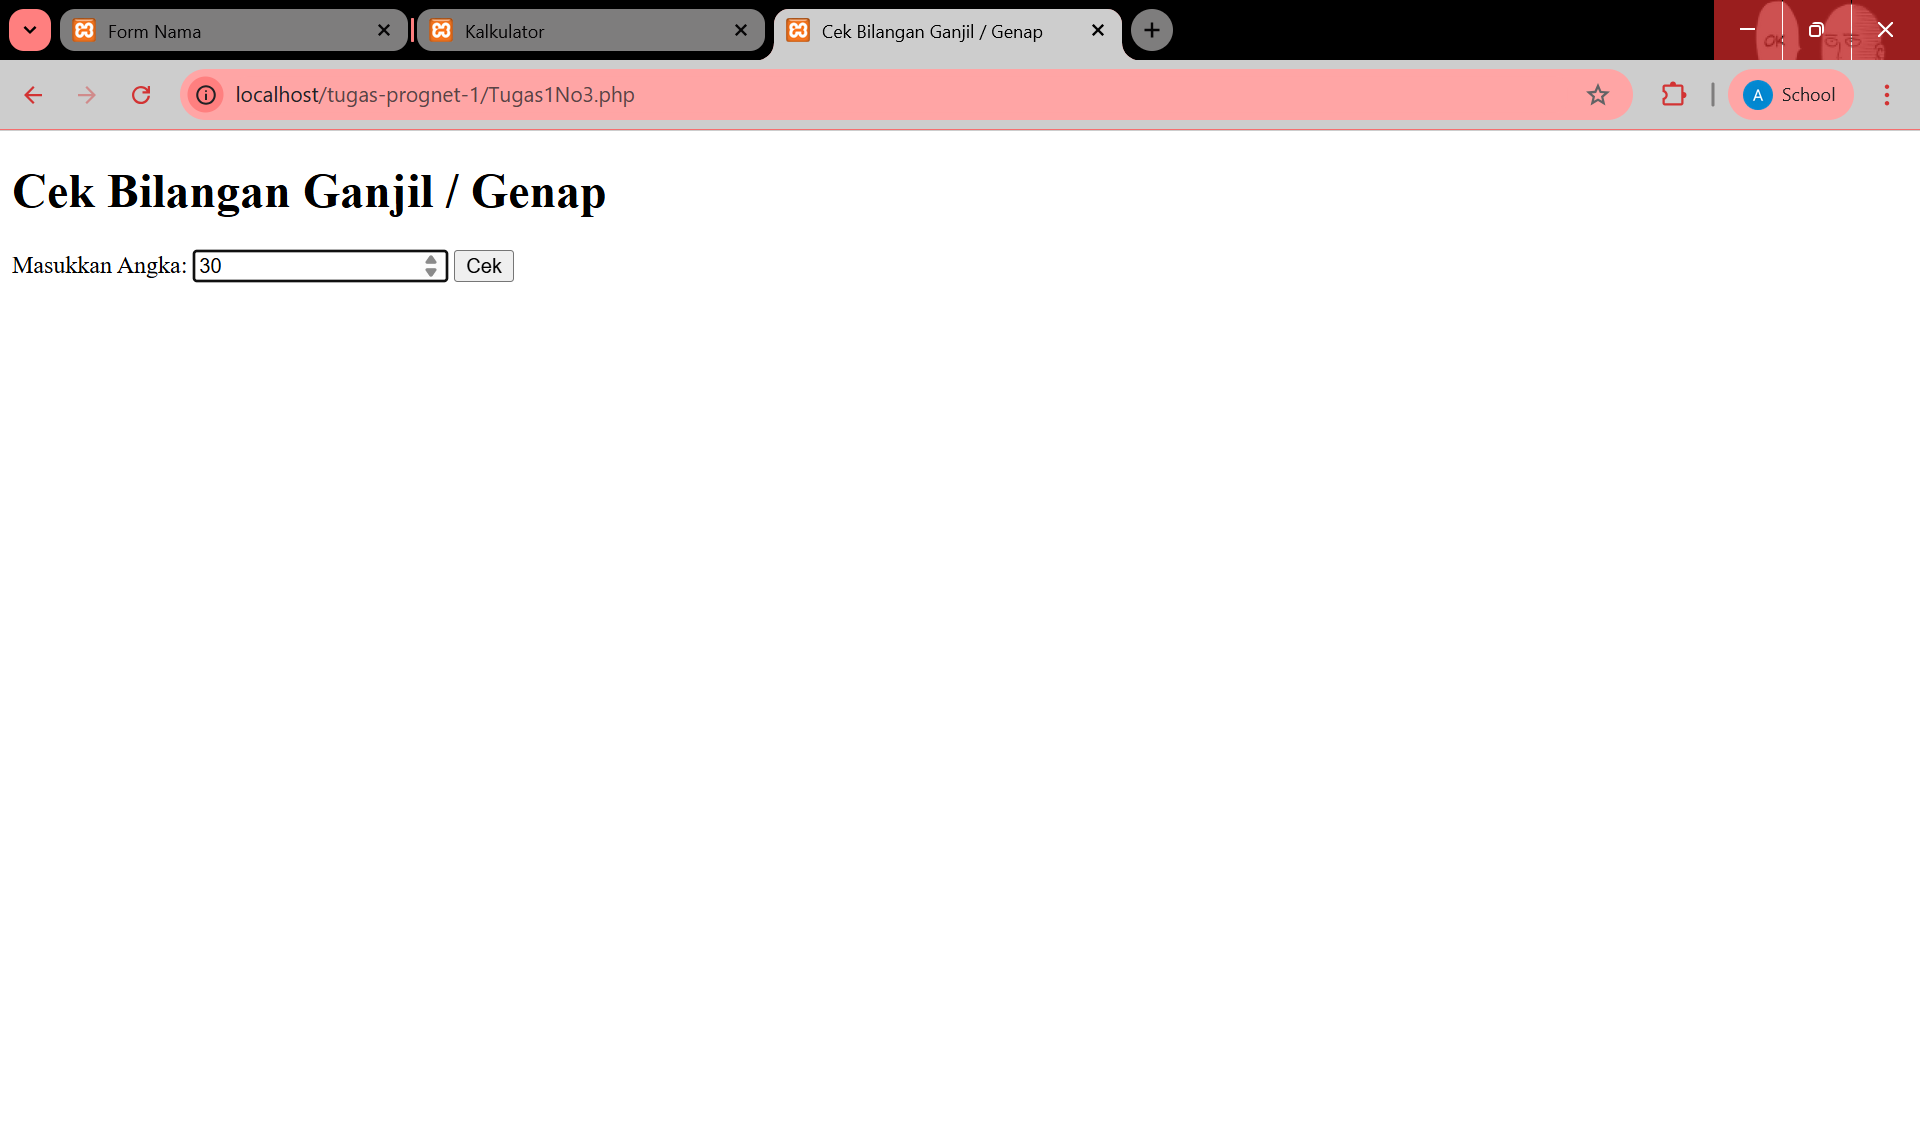 Form Nama
Kalkulator
Cek Bilangan Ganjil / Genap
OK
localhost/tugas-prognet-1/Tugas1No3.php
A
School
Cek Bilangan Ganjil / Genap
Masukkan Angka: 30 Cek